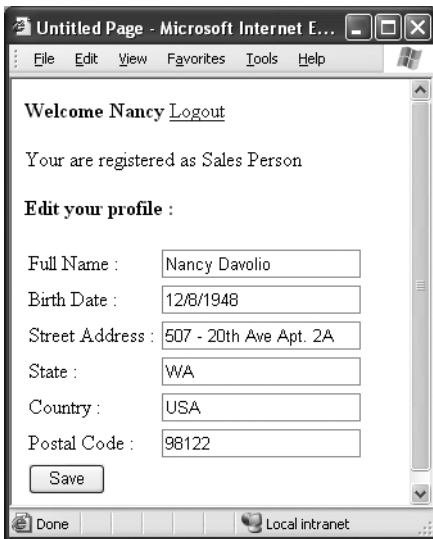 Untitled Page - Microsoft Internet E...
File Edit View Favorites Tools Help
Welcome Nancy Logout
Your are registered as Sales Person
Edit your profile :
Full Name : Nancy Davolio
Birth Date : 12/8/1948
Street Address : 507 - 20th Ave Apt. 2A
State : WA
Country : USA
Postal Code : 98122
Save
Done Local intranet